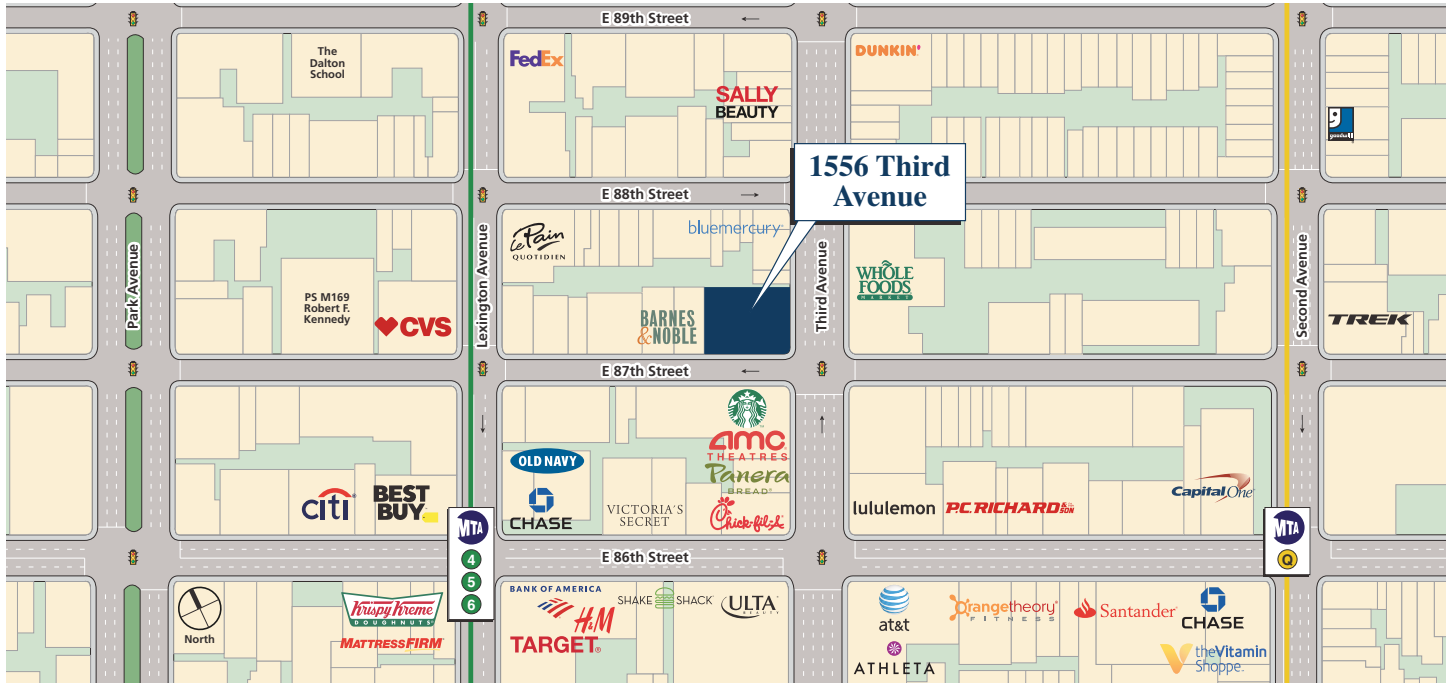 E 89th Street
The
Dalton
School
FedEx
SALLY
BEAUTY
DUNKIN'
goodwill
1556 Third
Avenue
E 88th Street
Park Avenue
Lexington Avenue
Third Avenue
Second Avenue
le Pain
QUOTIDIEN
bluemercury
PS M169
Robert F.
Kennedy
CVS
BARNES
&NOBLE
WHOLE
FOODS
MARKET
TREK
E 87th Street
OLD NAVY
CHASE
VICTORIA'S
SECRET
AMC
THEATRES
Panera
BREAD®
Chick-fil-A
citi®
BEST
BUY
lululemon
P.C. RICHARD & SON
Capital One®
MTA
4
5
6
MTA
Q
E 86th Street
North
Krispy Kreme
DOUGHNUTS
MATTRESSFIRM
BANK OF AMERICA
H&M
TARGET®
SHAKE SHACK
ULTA
BEAUTY
at&t
ATHLETA
Orangetheory
FITNESS
Santander
CHASE
theVitamin
Shoppe.